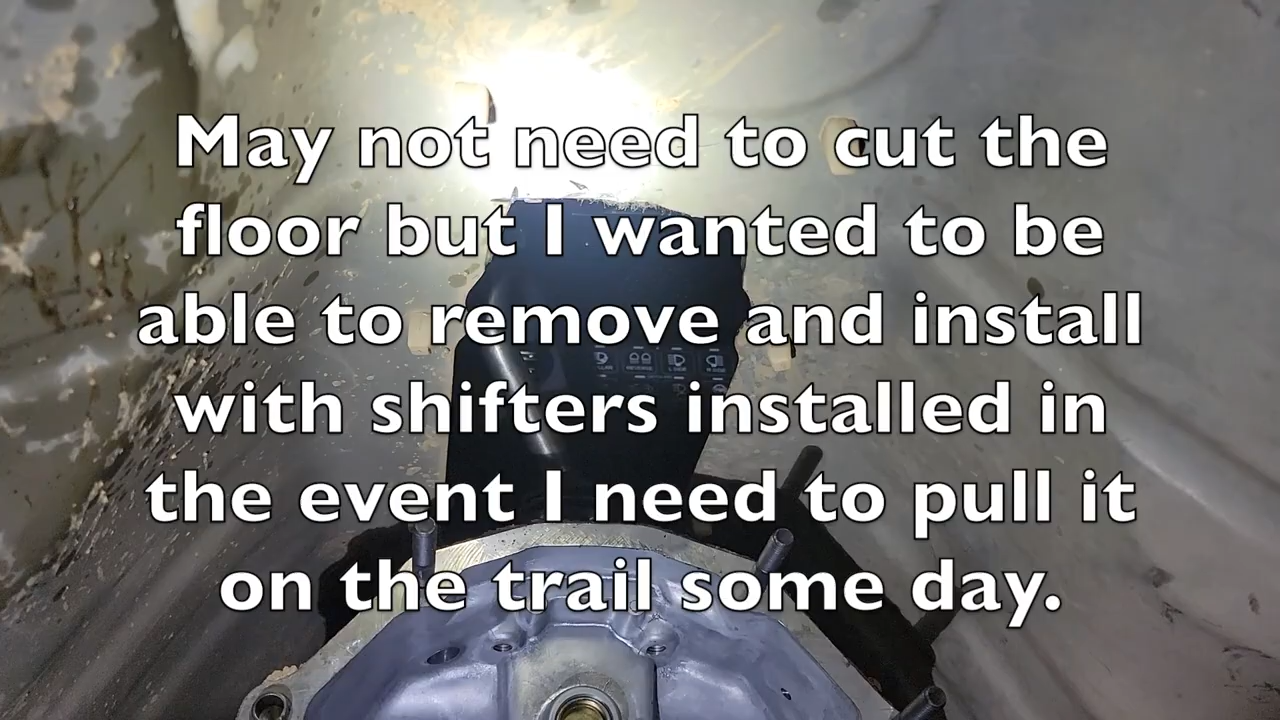 May not need to cut the
floor but I wanted to be
able to remove and install
with shifters installed in
the event I need to pull it
on the trail some day.
REVERSE